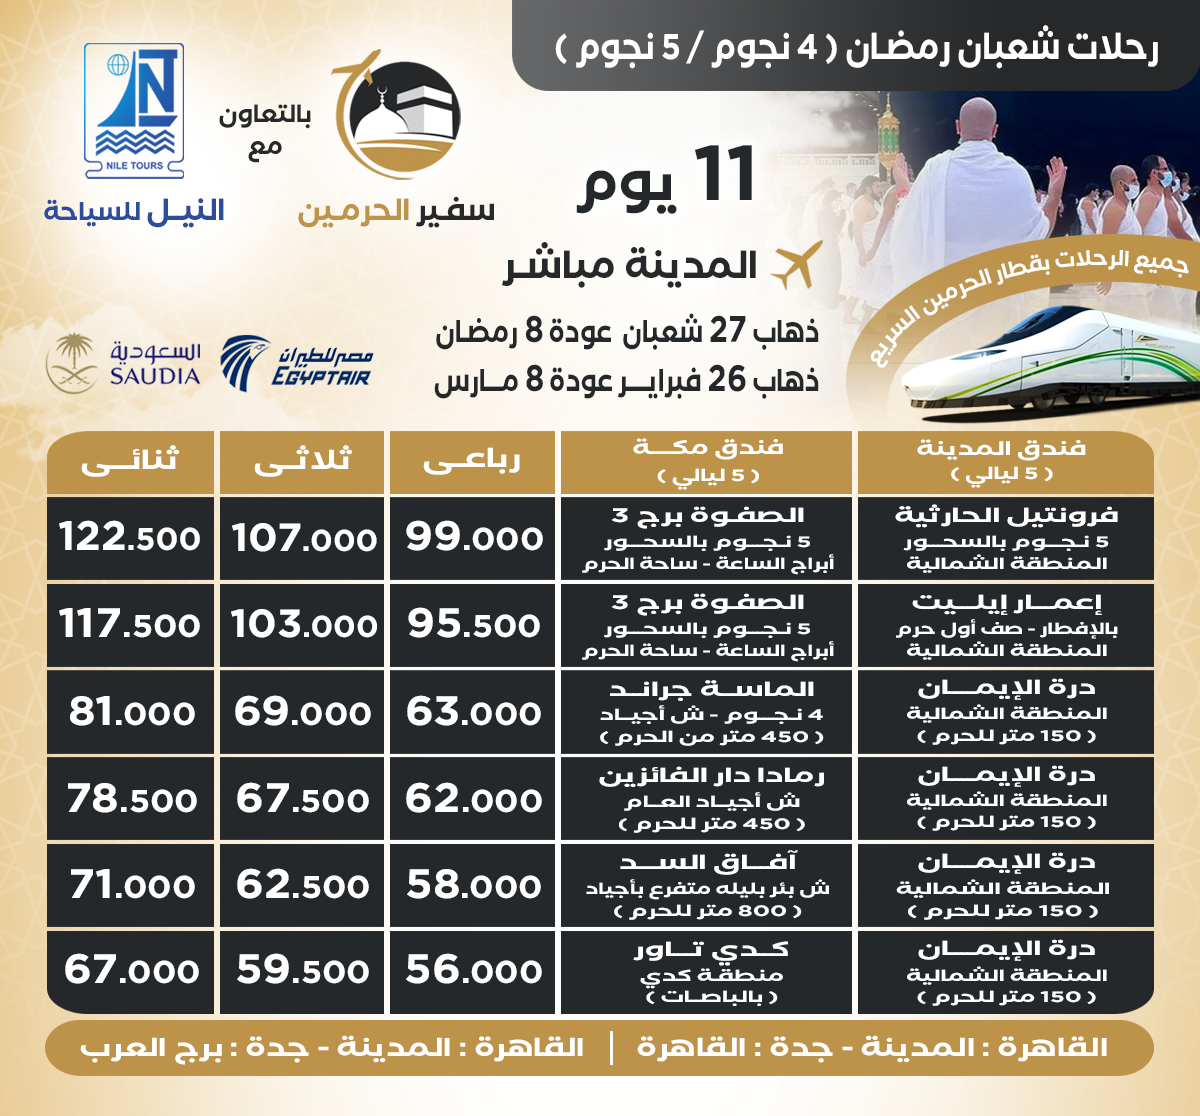 رحلات شعبان رمضان ( 4 نجوم / 5 نجوم )
NILE TOURS
النيل للسياحة
بالتعاون
مع
سفير الحرمين
11 يوم
المدينة مباشر
ذهاب 27 شعبان عودة 8 رمضان
ذهاب 26 فبراير عودة 8 مارس
جميع الرحلات بقطار الحرمين السريع
السعودية
SAUDIA
مصر للطيران
EGYPTAIR
فندق المدينة
( 5 ليالي )
فندق مكة
( 5 ليالي )
رباعى
ثلاثى
ثنائى
فرونتيل الحارثية
5 نجوم بالسحور
المنطقة الشمالية
الصفوة برج 3
5 نجوم بالسحور
أبراج الساعة - ساحة الحرم
99.000
107.000
122.500
إعمار إيليت
بالإفطار - صف أول حرم
المنطقة الشمالية
الصفوة برج 3
5 نجوم بالسحور
أبراج الساعة - ساحة الحرم
95.500
103.000
117.500
درة الإيمان
المنطقة الشمالية
( 150 متر للحرم )
الماسة جراند
4 نجوم - ش أجياد
( 450 متر من الحرم )
63.000
69.000
81.000
درة الإيمان
المنطقة الشمالية
( 150 متر للحرم )
رمادا دار الفائزين
ش أجياد العام
( 450 متر للحرم )
62.000
67.500
78.500
درة الإيمان
المنطقة الشمالية
( 150 متر للحرم )
آفاق السد
ش بئر بليله متفرع بأجياد
( 800 متر للحرم )
58.000
62.500
71.000
درة الإيمان
المنطقة الشمالية
( 150 متر للحرم )
كدي تاور
منطقة كدي
( بالباصات )
56.000
59.500
67.000
القاهرة : المدينة - جدة : القاهرة | القاهرة : المدينة - جدة : برج العرب